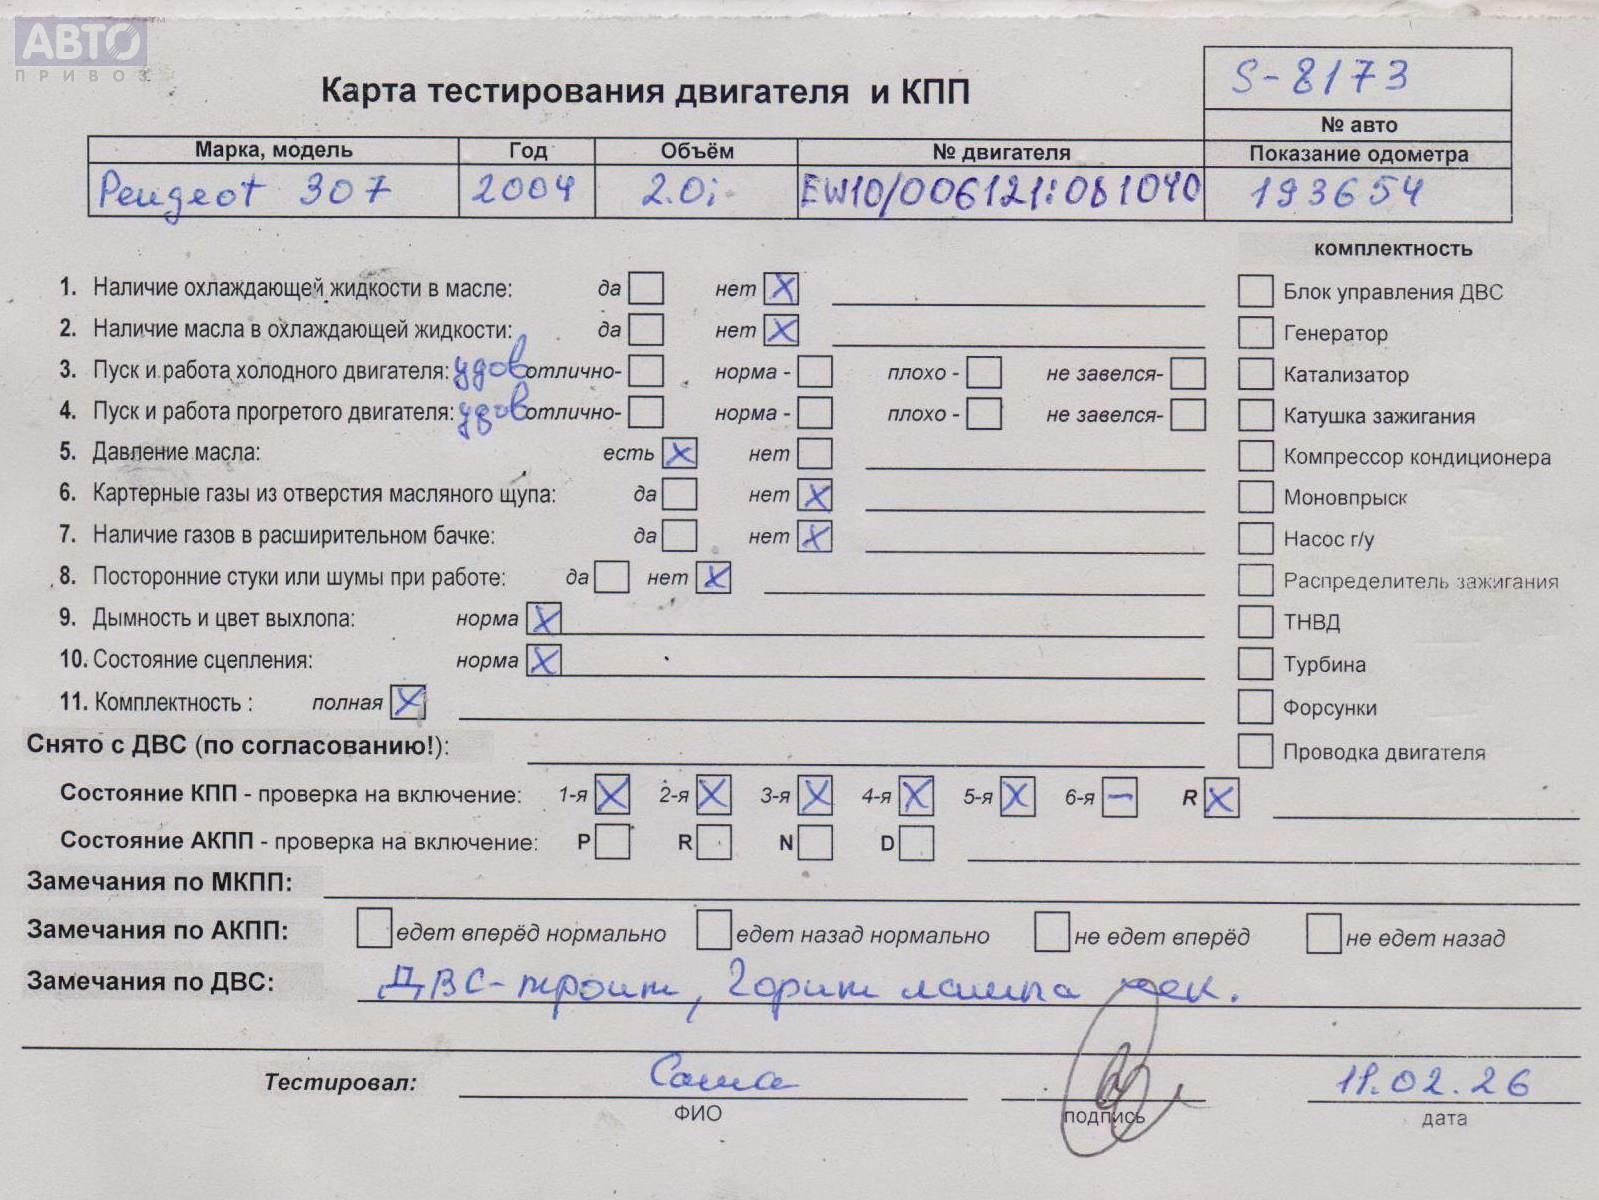 АВТО
ПРИВОЗ
S-8173
Карта тестирования двигателя и КПП
№ авто
Марка, модель Год Объём № двигателя Показание одометра
Peugeot 307 2004 2.0i EW10/006121:081040 193654
комплектность
1. Наличие охлаждающей жидкости в масле: да нет X Блок управления ДВС
2. Наличие масла в охлаждающей жидкости: да нет X Генератор
3. Пуск и работа холодного двигателя: удов отлично- норма - плохо - не завелся- Катализатор
4. Пуск и работа прогретого двигателя: удов отлично- норма - плохо - не завелся- Катушка зажигания
5. Давление масла: есть X нет Компрессор кондиционера
6. Картерные газы из отверстия масляного щупа: да нет X Моновпрыск
7. Наличие газов в расширительном бачке: да нет X Насос г/у
8. Посторонние стуки или шумы при работе: да нет X Распределитель зажигания
9. Дымность и цвет выхлопа: норма X ТНВД
10. Состояние сцепления: норма X Турбина
11. Комплектность : полная X Форсунки
Снято с ДВС (по согласованию!): Проводка двигателя
Состояние КПП - проверка на включение: 1-я X 2-я X 3-я X 4-я X 5-я X 6-я – R X
Состояние АКПП - проверка на включение: P R N D
Замечания по МКПП:
Замечания по АКПП: едет вперёд нормально едет назад нормально не едет вперёд не едет назад
Замечания по ДВС: ДВС-троит, горит лампа чек.
Тестировал: Саша 11.02.26
ФИО подпись дата